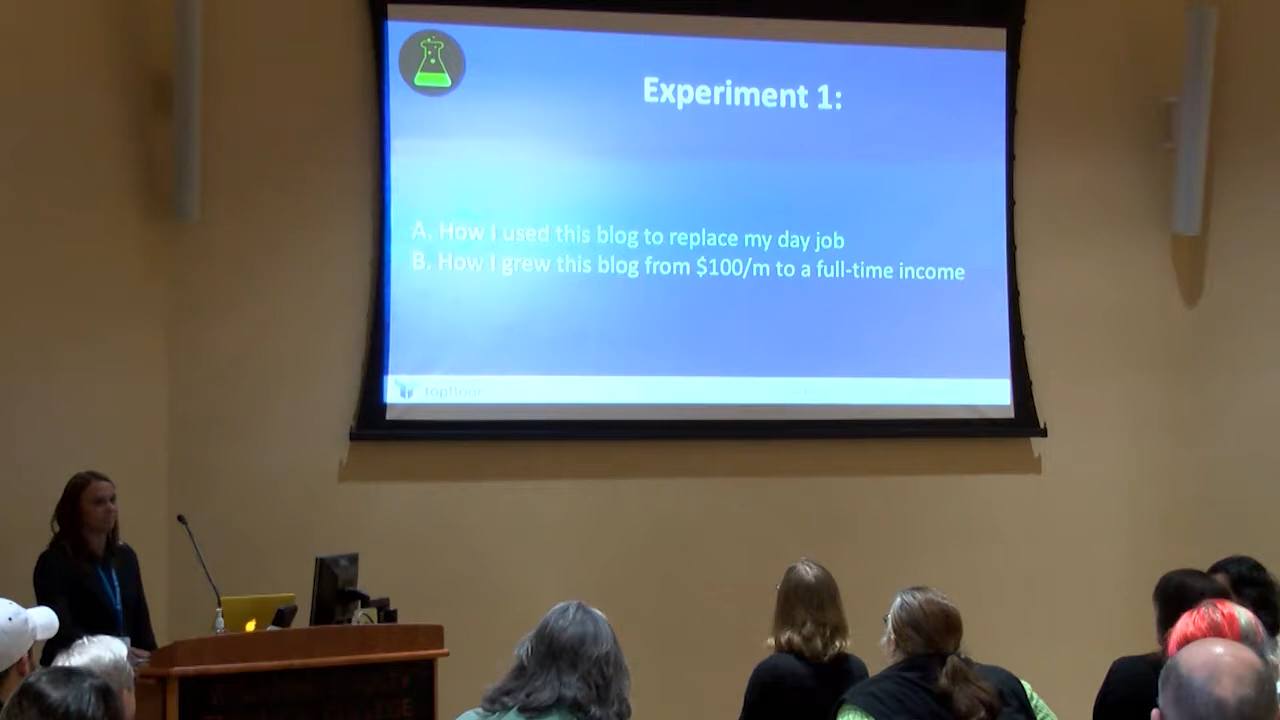 Experiment 1:
A. How I used this blog to replace my day job
B. How I grew this blog from $100/m to a full-time income
topfloor